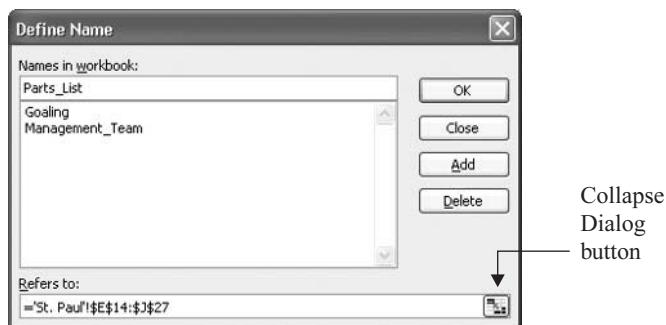 Define Name
Names in workbook:
Parts_List
Goaling
Management_Team
OK
Close
Add
Delete
Refers to:
='St. Paul'!$E$14:$J$27
Collapse
Dialog
button